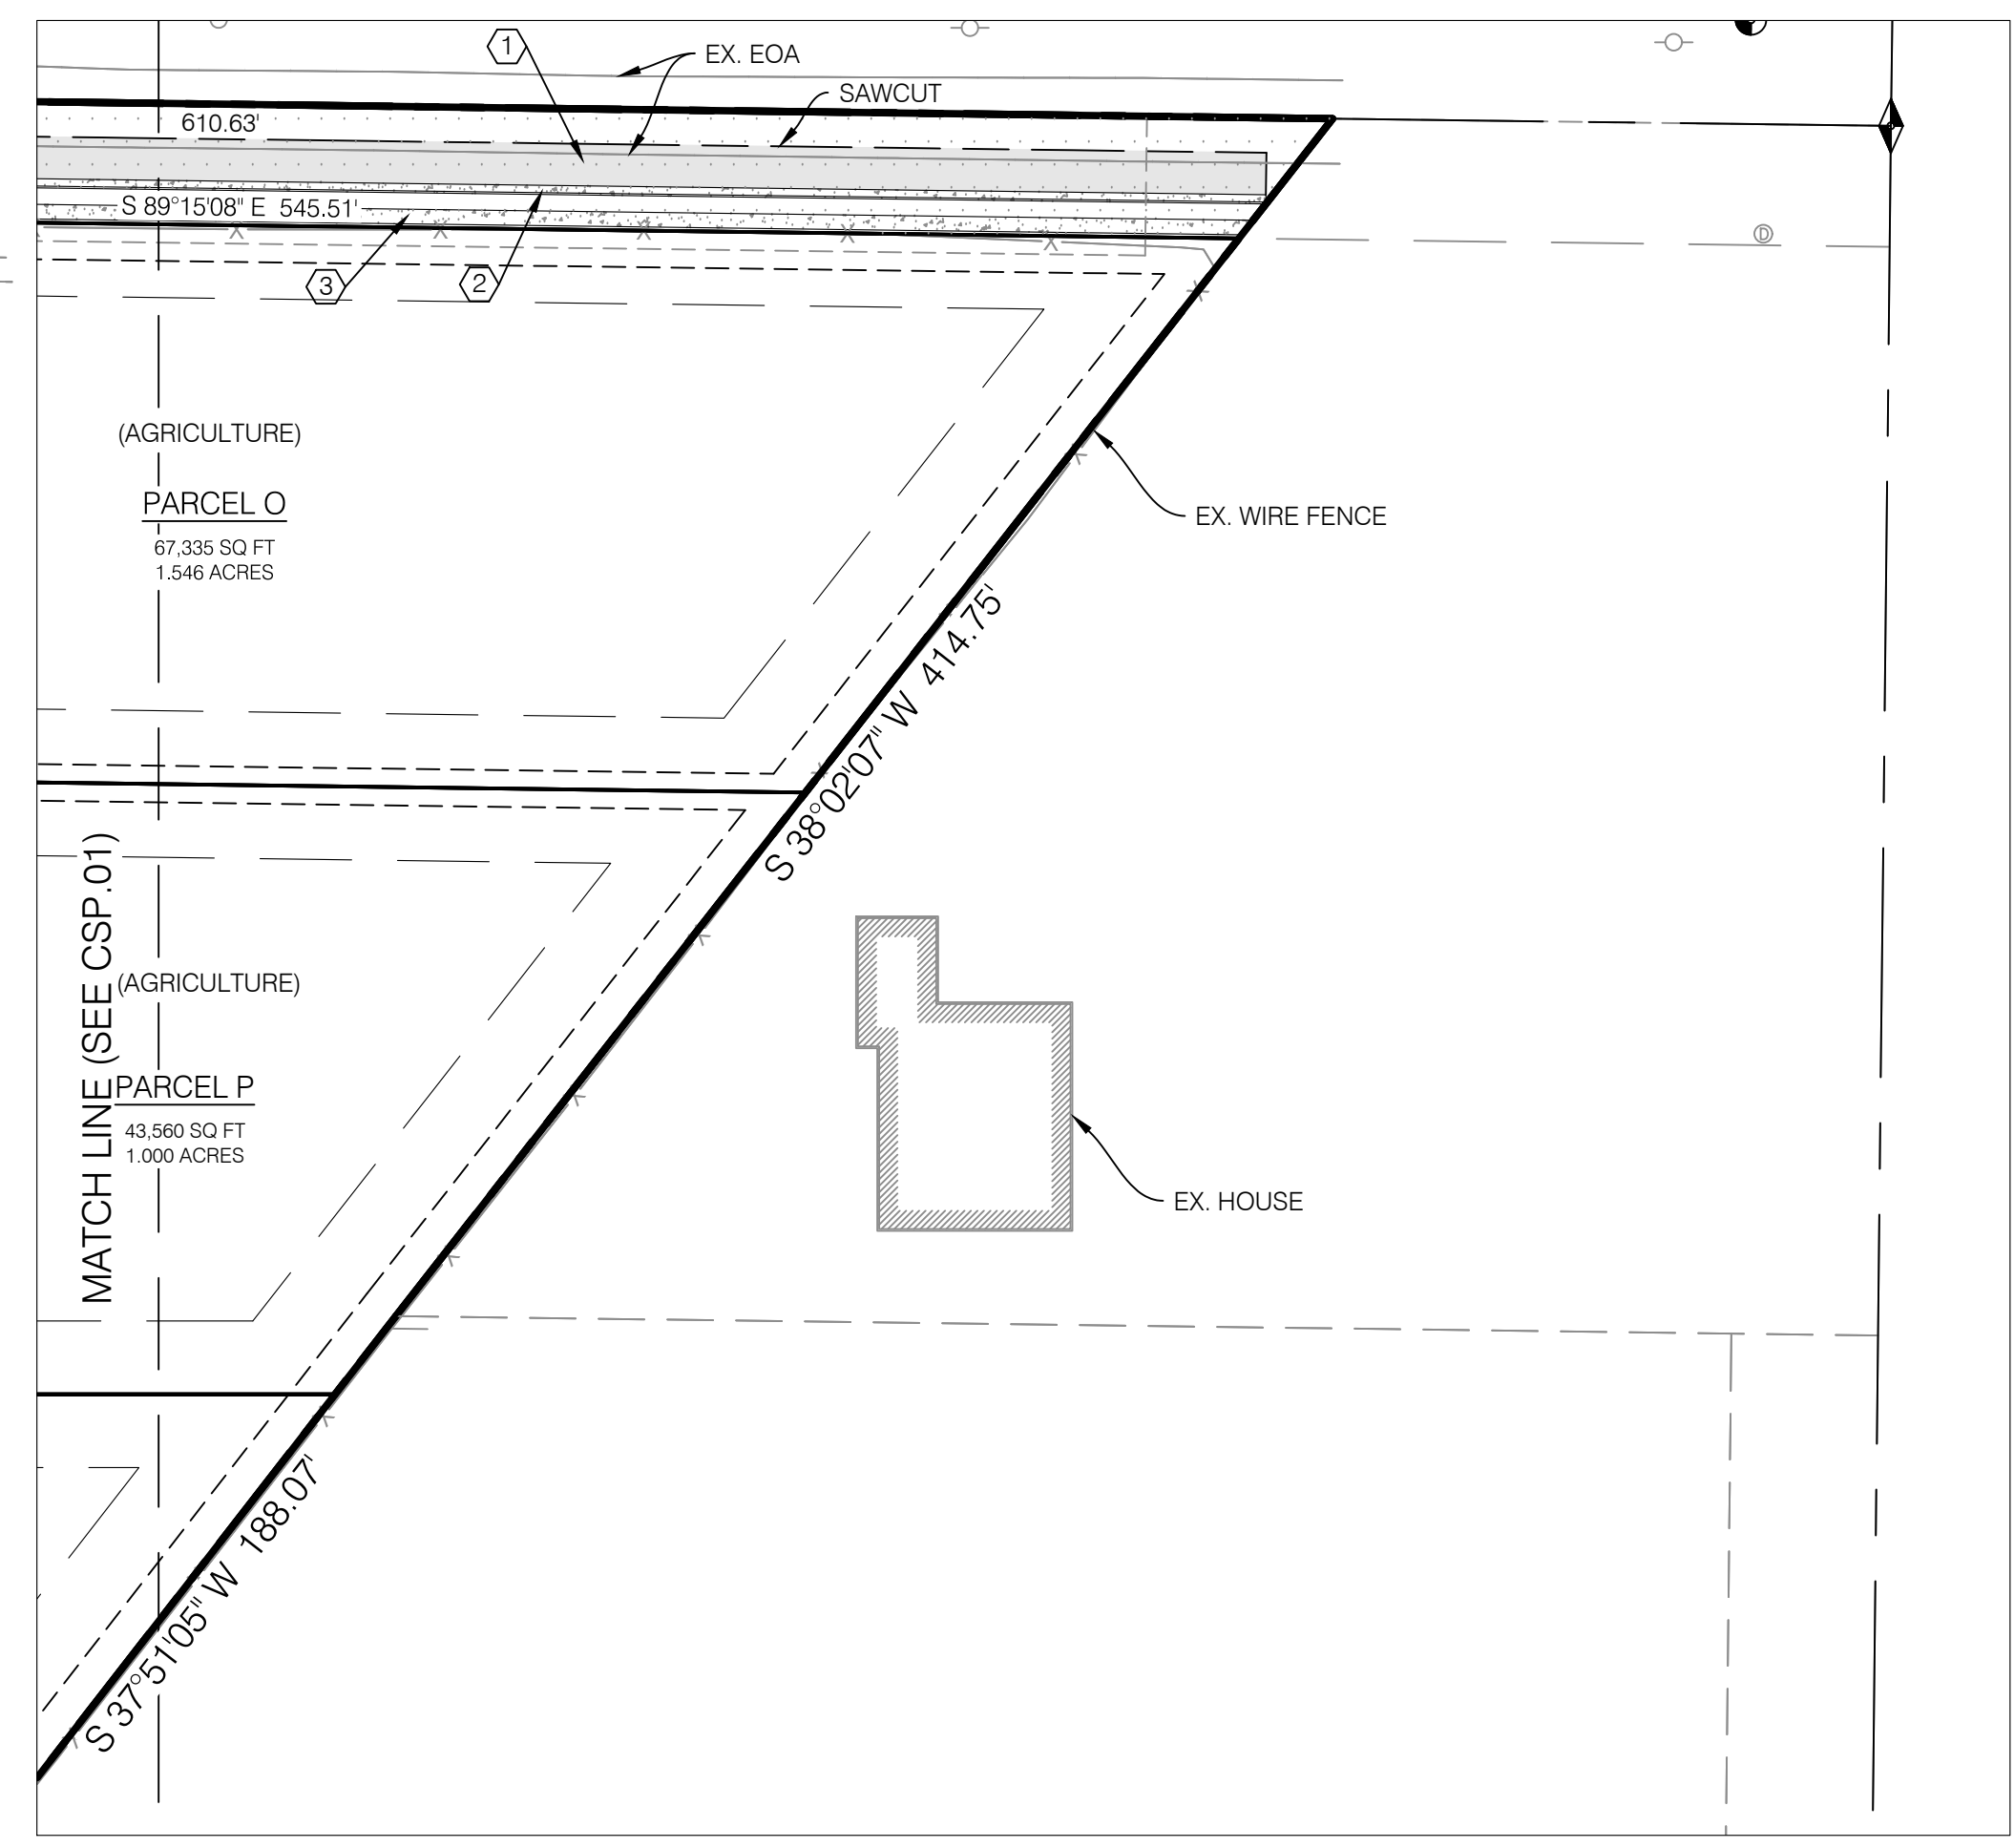 1
EX. EOA
SAWCUT
610.63'
S 89°15'08" E 545.51'
3
2
D
(AGRICULTURE)
PARCEL O
67,335 SQ FT
1.546 ACRES
EX. WIRE FENCE
S 38°02'07" W 414.75'
MATCH LINE (SEE CSP.01)
(AGRICULTURE)
PARCEL P
43,560 SQ FT
1.000 ACRES
EX. HOUSE
S 37°51'05" W 188.07'